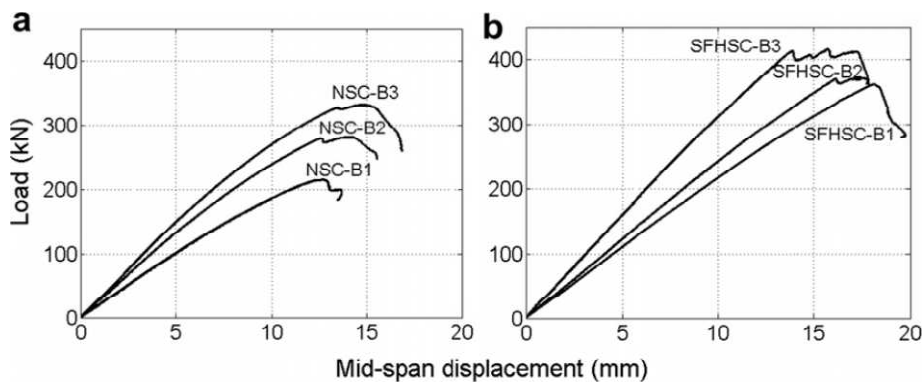 a
b
400
300
200
100
0
Load (kN)
NSC-B3
NSC-B2
NSC-B1
0
5
10
15
20
400
300
200
100
0
SFHSC-B3
SFHSC-B2
SFHSC-B1
0
5
10
15
20
Mid-span displacement (mm)